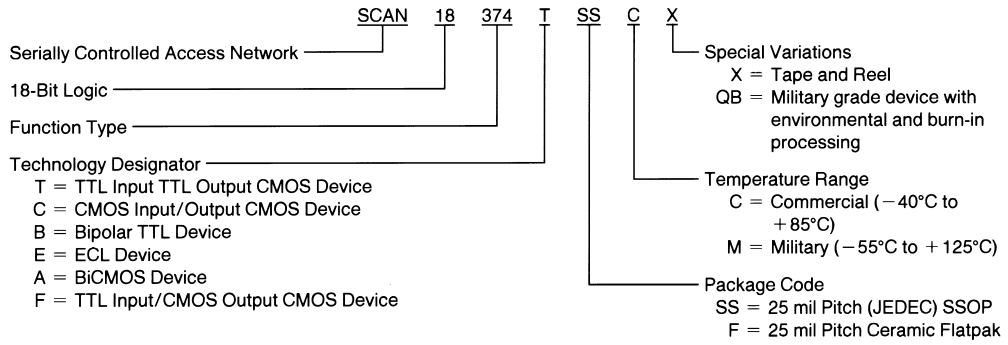 SCAN 18 374 T SS C X
Serially Controlled Access Network
18-Bit Logic
Function Type
Technology Designator
T = TTL Input TTL Output CMOS Device
C = CMOS Input/Output CMOS Device
B = Bipolar TTL Device
E = ECL Device
A = BiCMOS Device
F = TTL Input/CMOS Output CMOS Device
Special Variations
X = Tape and Reel
QB = Military grade device with
environmental and burn-in
processing
Temperature Range
C = Commercial (−40°C to
+85°C)
M = Military (−55°C to +125°C)
Package Code
SS = 25 mil Pitch (JEDEC) SSOP
F = 25 mil Pitch Ceramic Flatpak